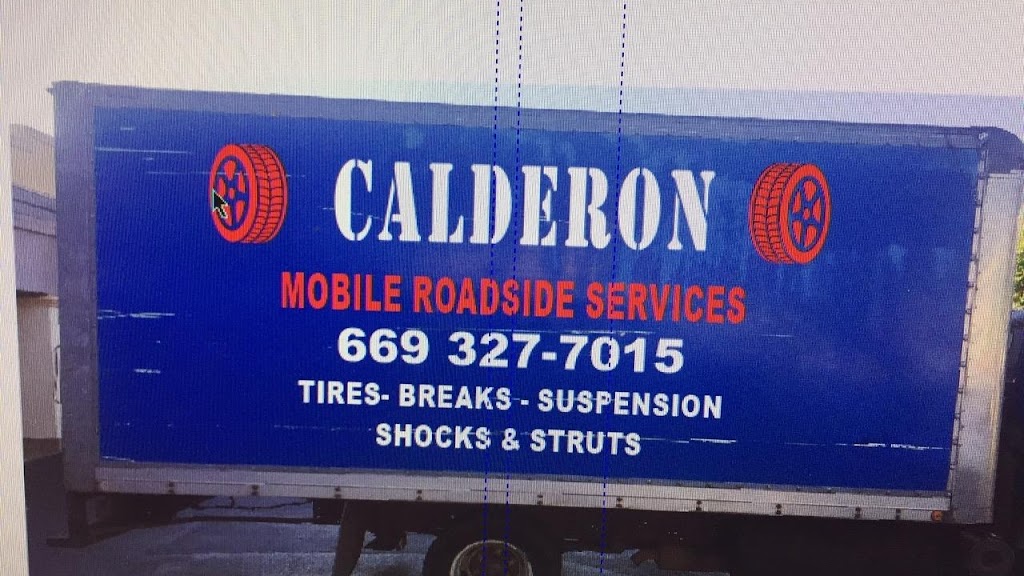 CALDERON
MOBILE ROADSIDE SERVICES
669 327-7015
TIRES- BREAKS - SUSPENSION
SHOCKS & STRUTS